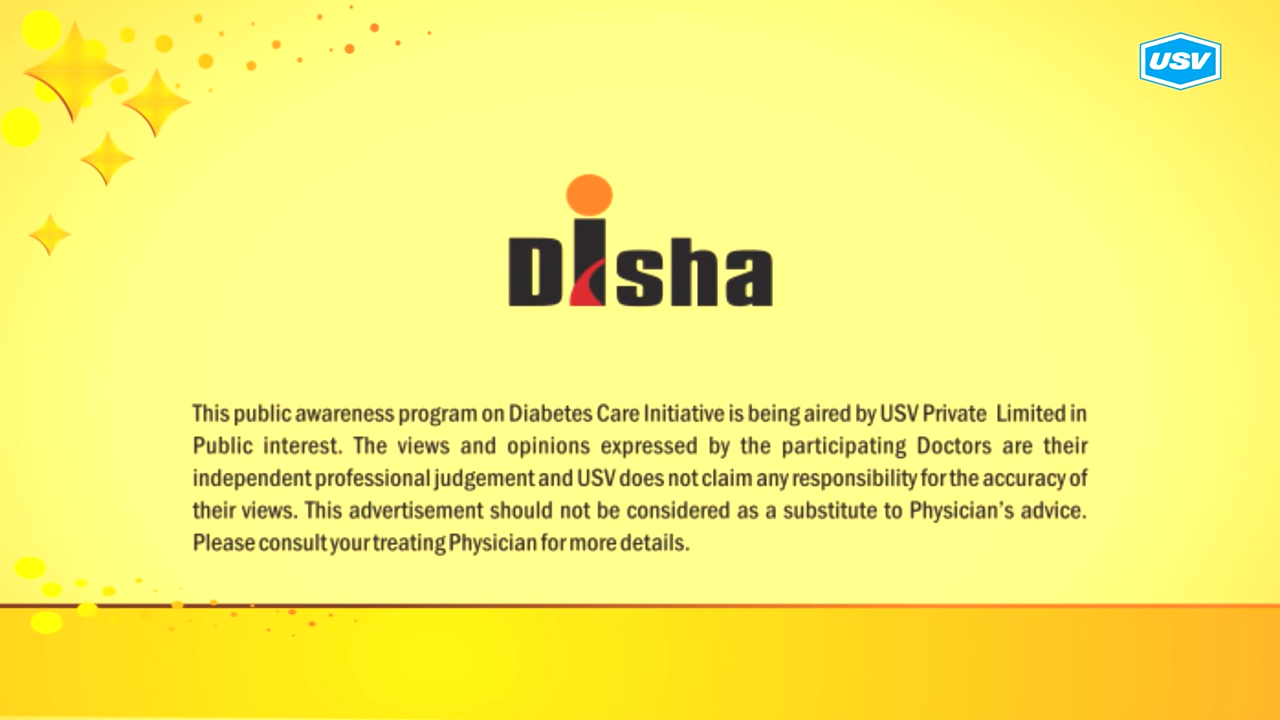 USV
Disha
This public awareness program on Diabetes Care Initiative is being aired by USV Private Limited in
Public interest. The views and opinions expressed by the participating Doctors are their
independent professional judgement and USV does not claim any responsibility for the accuracy of
their views. This advertisement should not be considered as a substitute to Physician's advice.
Please consult your treating Physician for more details.